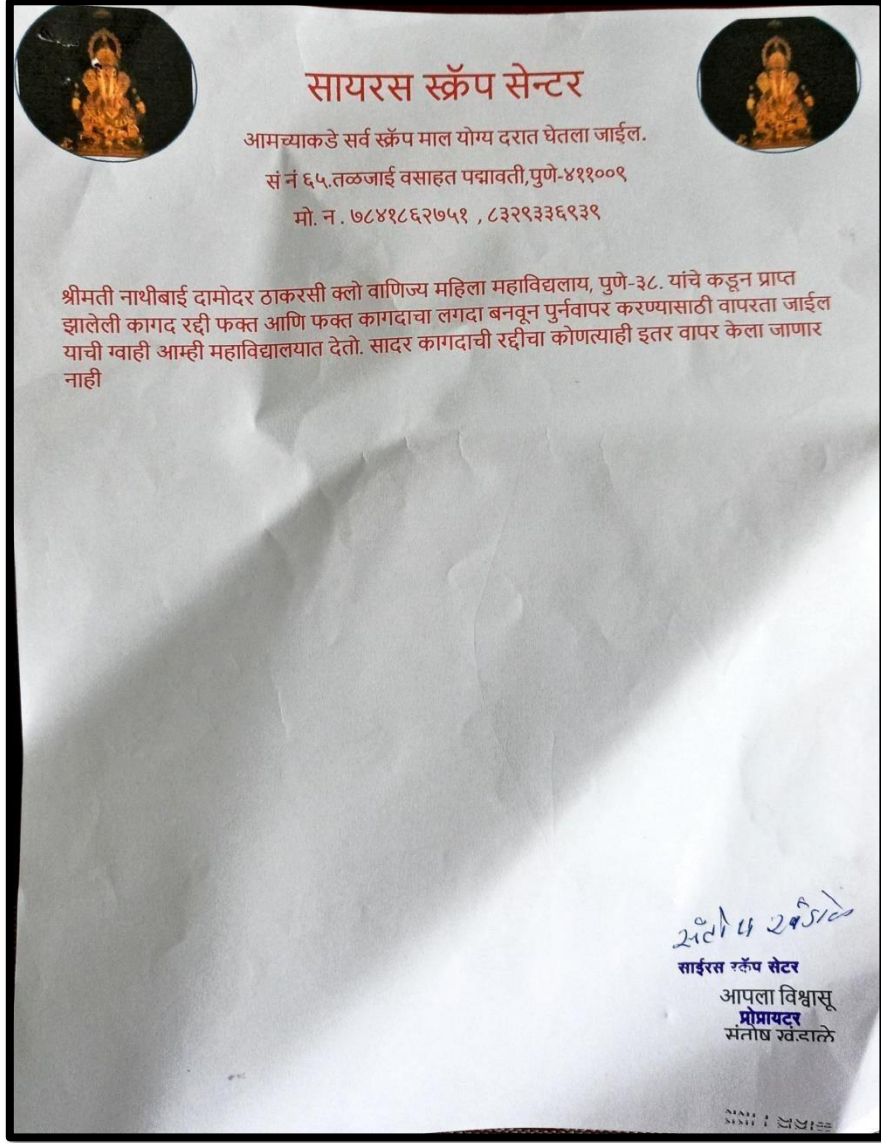 सायरस स्क्रॅप सेन्टर
आमच्याकडे सर्व स्क्रॅप माल योग्य दरात घेतला जाईल.
सं नं ६५.तळजाई वसाहत पद्मावती,पुणे-४११००९
मो. न . ७८४१८६२७५१ , ८३२९३३६९३९
श्रीमती नाथीबाई दामोदर ठाकरसी क्लो वाणिज्य महिला महाविद्यलाय, पुणे-३८. यांचे कडून प्राप्त
झालेली कागद रद्दी फक्त आणि फक्त कागदाचा लगदा बनवून पुर्नवापर करण्यासाठी वापरता जाईल
याची ग्वाही आम्ही महाविद्यालयात देतो. सादर कागदाची रद्दीचा कोणत्याही इतर वापर केला जाणार
नाही
संतोष खंडाळे
साईरस स्क्रॅप सेटर
आपला विश्वासू
प्रोप्रायटर
संतोष खंडाळे